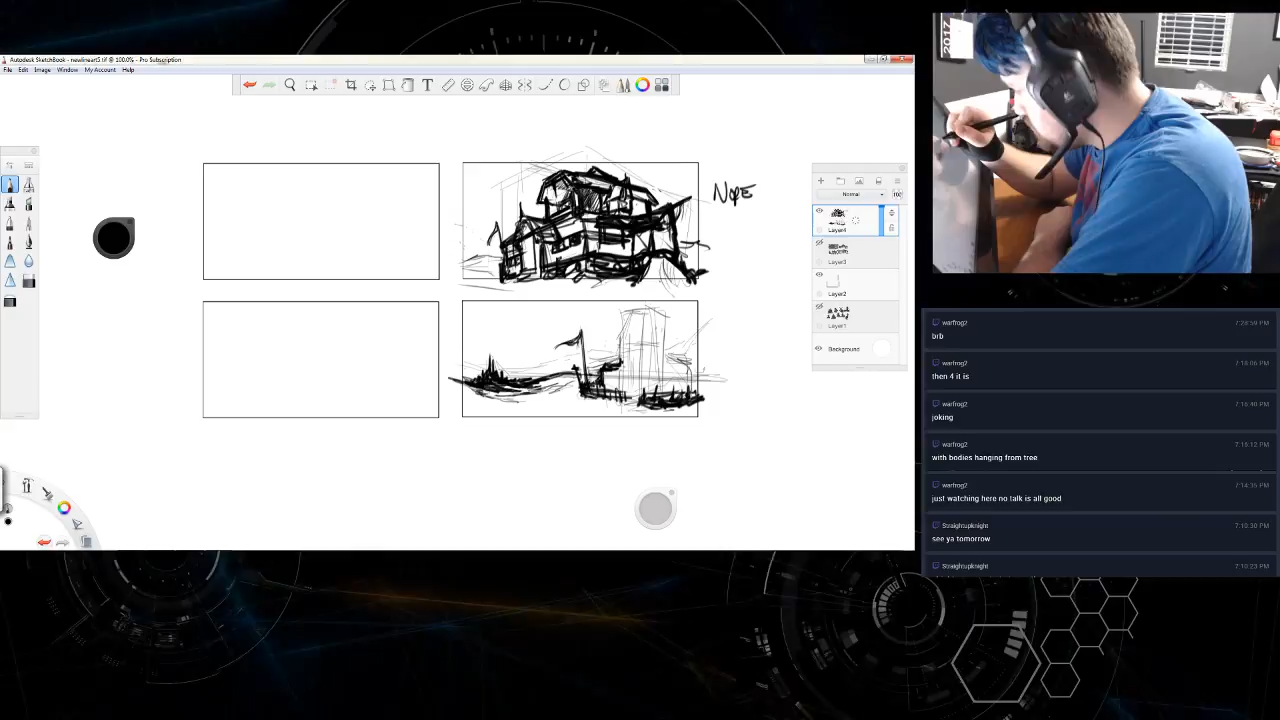 Autodesk SketchBook - newlineart5.tif @ 100.0% - Pro Subscription
File Edit Image Window My Account Help
Normal
Layer4
Layer3
Layer2
Layer1
Background
NOPE
2017
warfrog2 7:28:59 PM
brb
warfrog2 7:18:06 PM
then 4 it is
warfrog2 7:16:40 PM
joking
warfrog2 7:16:12 PM
with bodies hanging from tree
warfrog2 7:14:35 PM
just watching here no talk is all good
Straightupknight 7:10:30 PM
see ya tomorrow
Straightupknight 7:10:23 PM